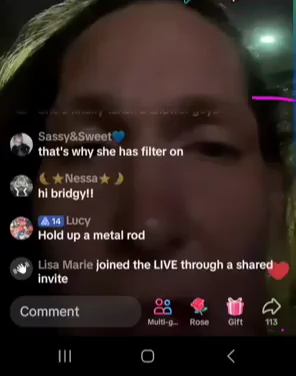 Sassy&Sweet💙
that's why she has filter on
🌙⭐Nessa⭐🌙
hi bridgy!!
14 Lucy
Hold up a metal rod
Lisa Marie joined the LIVE through a shared
invite
Comment
Multi-g... Rose Gift 113